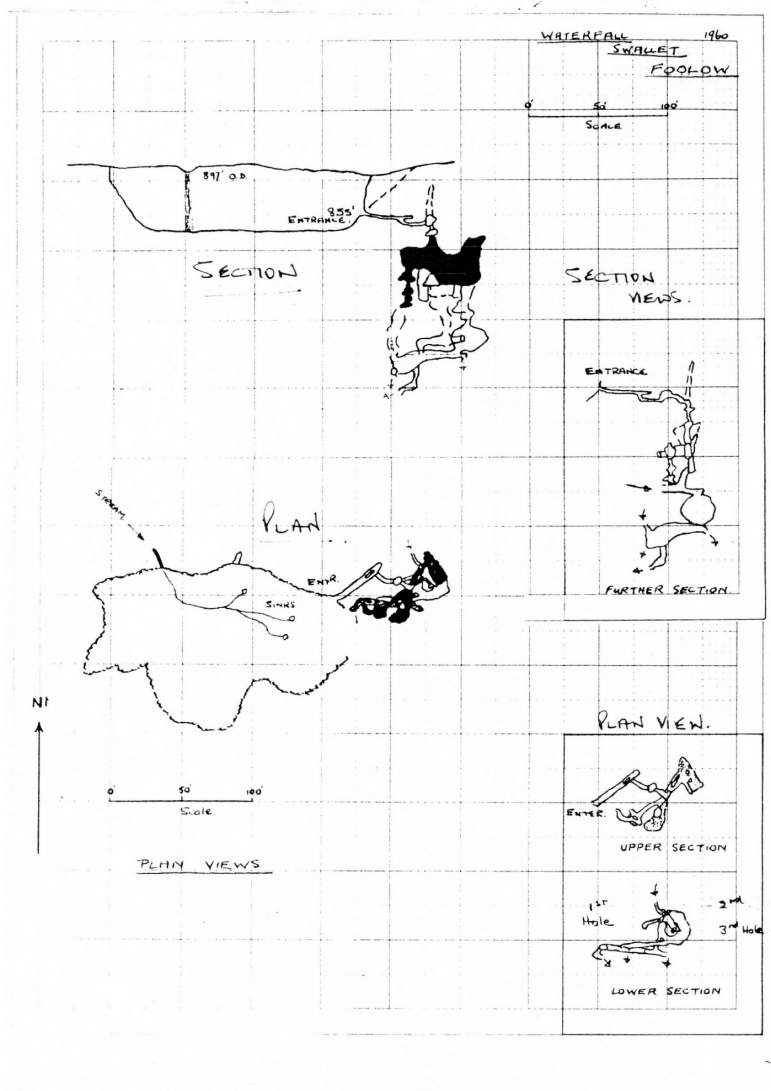 WATERFALL 1960
SWALLET
FOOLOW
0' 50' 100'
SCALE
897' O.D.
855'
ENTRANCE.
SECTION
SECTION
VIEWS.
ENTRANCE
FURTHER SECTION
STREAM
PLAN
ENTR.
SINKS
N
0' 50' 100'
Scale
PLAN VIEWS
PLAN VIEW.
ENTER.
UPPER SECTION
1ST 2nd
Hole 3rd Hole
LOWER SECTION